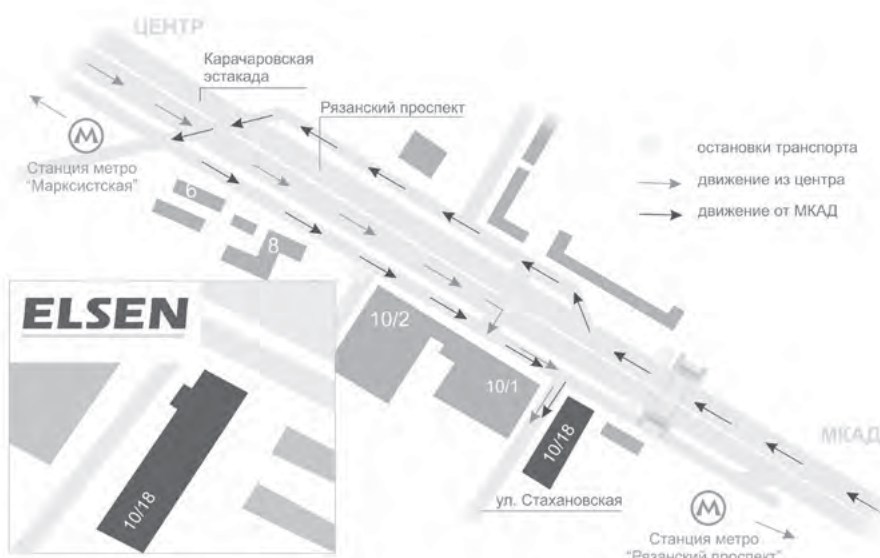 ЦЕНТР
Карачаровская
эстакада
Рязанский проспект
М
Станция метро
"Марксистская"
остановки транспорта
движение из центра
движение от МКАД
6
8
ELSEN
10/2
10/1
10/18
10/18
МКАД
ул. Стахановская
М
Станция метро
"Рязанский проспект"